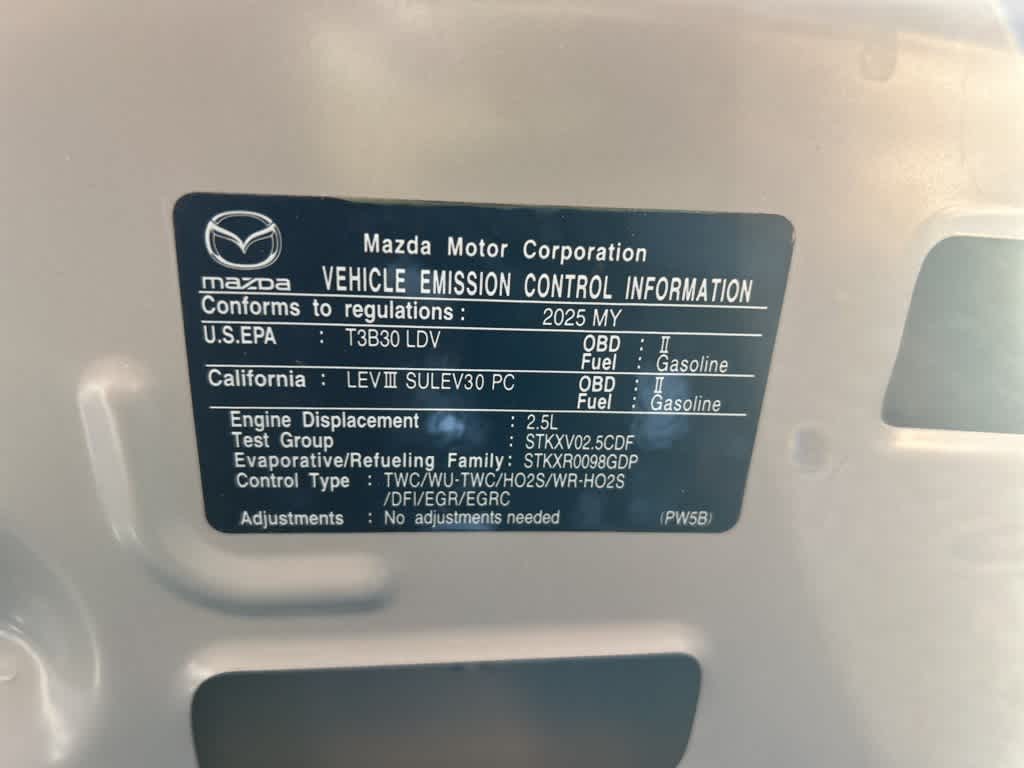 mazda
Mazda Motor Corporation
VEHICLE EMISSION CONTROL INFORMATION
Conforms to regulations : 2025 MY
U.S.EPA : T3B30 LDV OBD : II
Fuel : Gasoline
California : LEV III SULEV30 PC OBD : II
Fuel : Gasoline
Engine Displacement : 2.5L
Test Group : STKXV02.5CDF
Evaporative/Refueling Family: STKXR0098GDP
Control Type : TWC/WU-TWC/HO2S/WR-HO2S
/DFI/EGR/EGRC
Adjustments : No adjustments needed (PW5B)